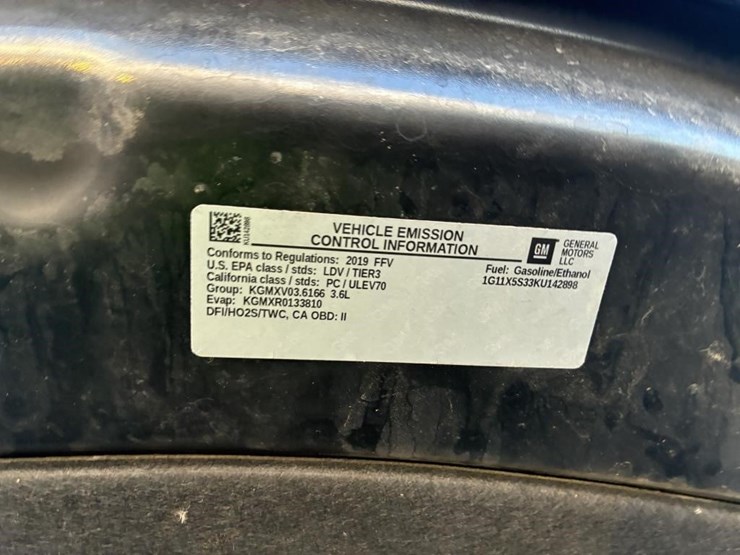 KU142898
VEHICLE EMISSION
CONTROL INFORMATION
GM
GENERAL
MOTORS
LLC
Conforms to Regulations: 2019 FFV
U.S. EPA class / stds: LDV / TIER3
California class / stds: PC / ULEV70
Group: KGMXV03.6166 3.6L
Evap: KGMXR0133810
DFI/HO2S/TWC, CA OBD: II
Fuel: Gasoline/Ethanol
1G11X5S33KU142898